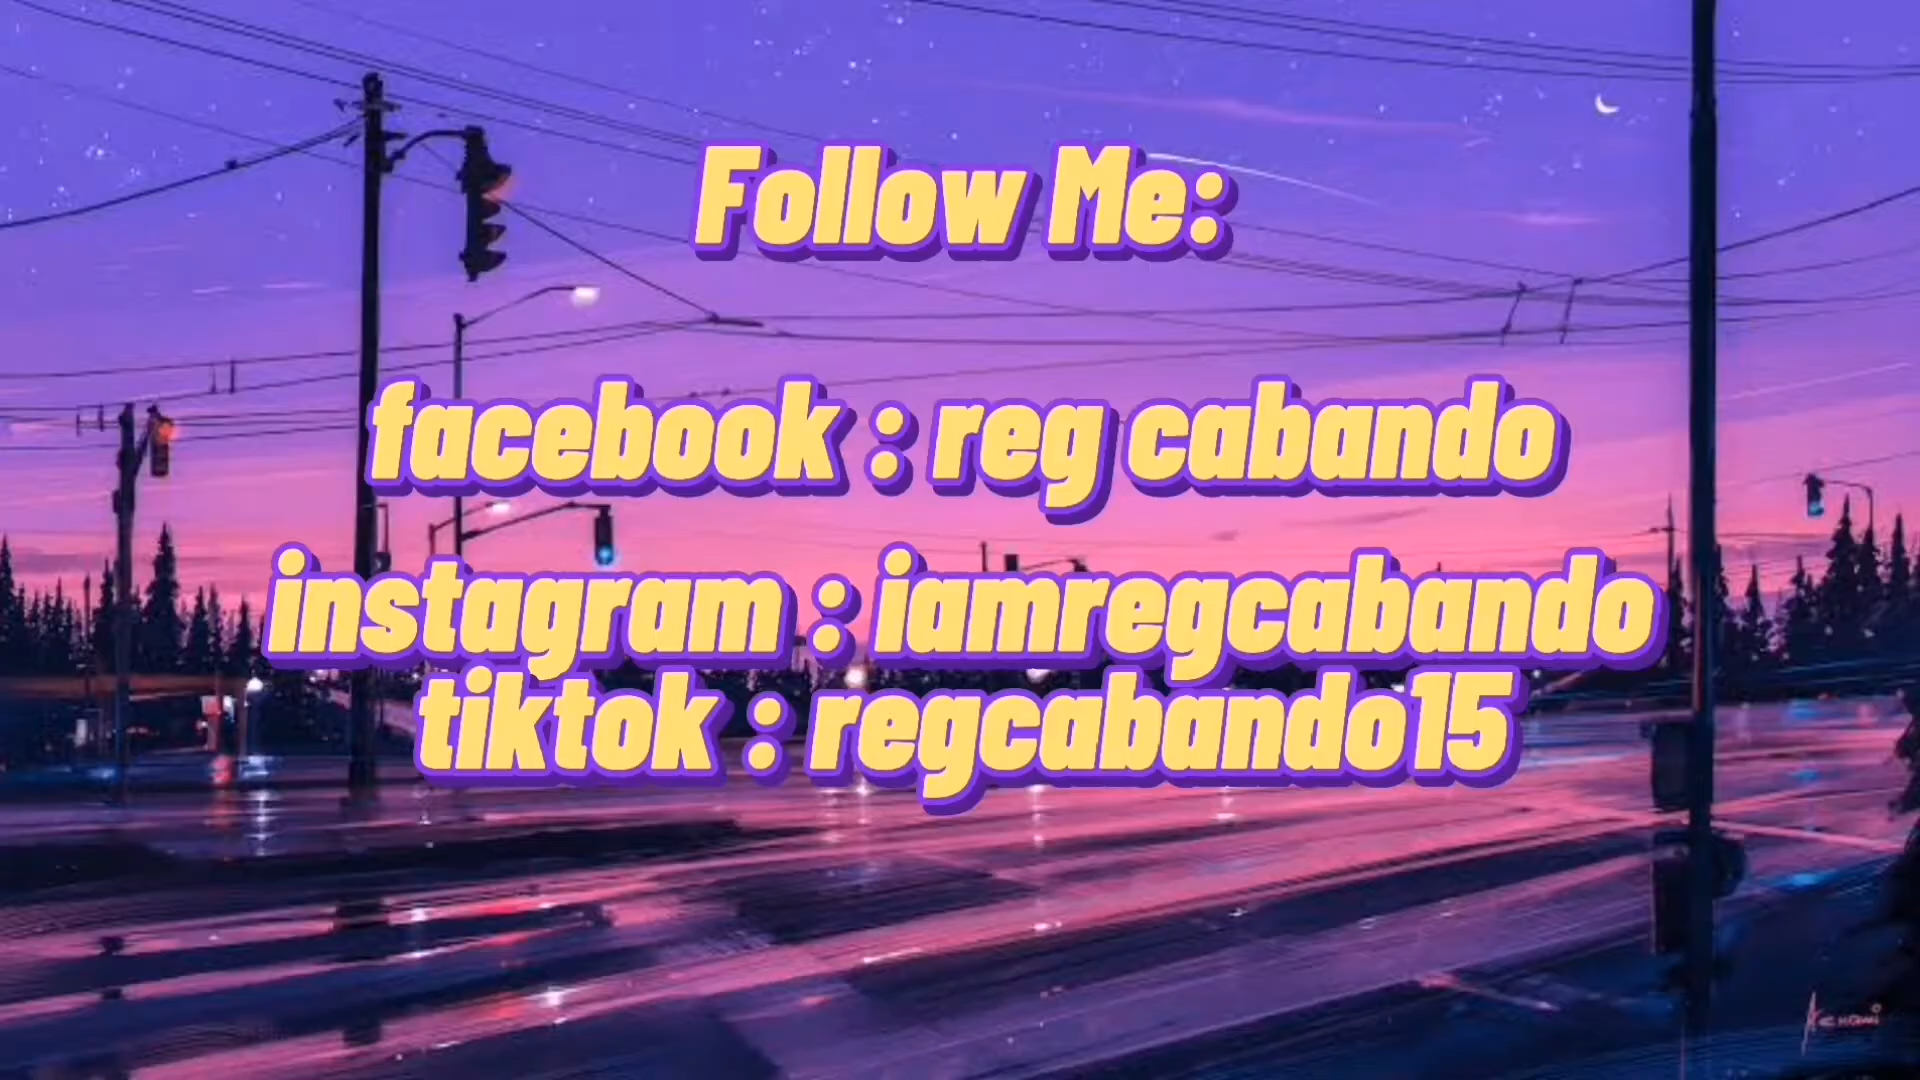 Follow Me:
facebook : reg cabando
instagram : iamregcabando
tiktok : regcabando15